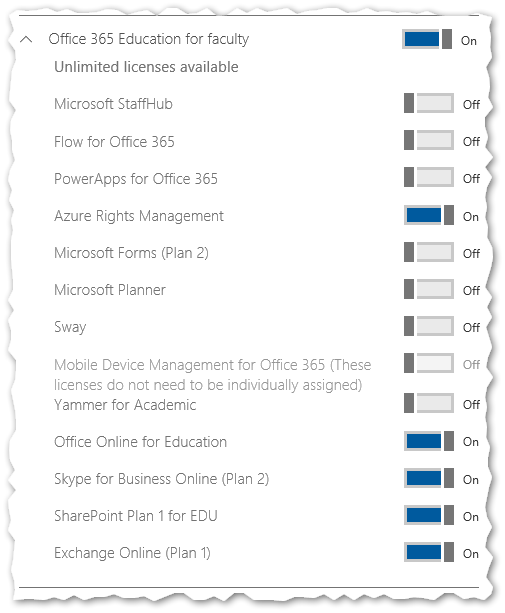 Office 365 Education for faculty On
Unlimited licenses available
Microsoft StaffHub Off
Flow for Office 365 Off
PowerApps for Office 365 Off
Azure Rights Management On
Microsoft Forms (Plan 2) Off
Microsoft Planner Off
Sway Off
Mobile Device Management for Office 365 (These Off
licenses do not need to be individually assigned)
Yammer for Academic Off
Office Online for Education On
Skype for Business Online (Plan 2) On
SharePoint Plan 1 for EDU On
Exchange Online (Plan 1) On